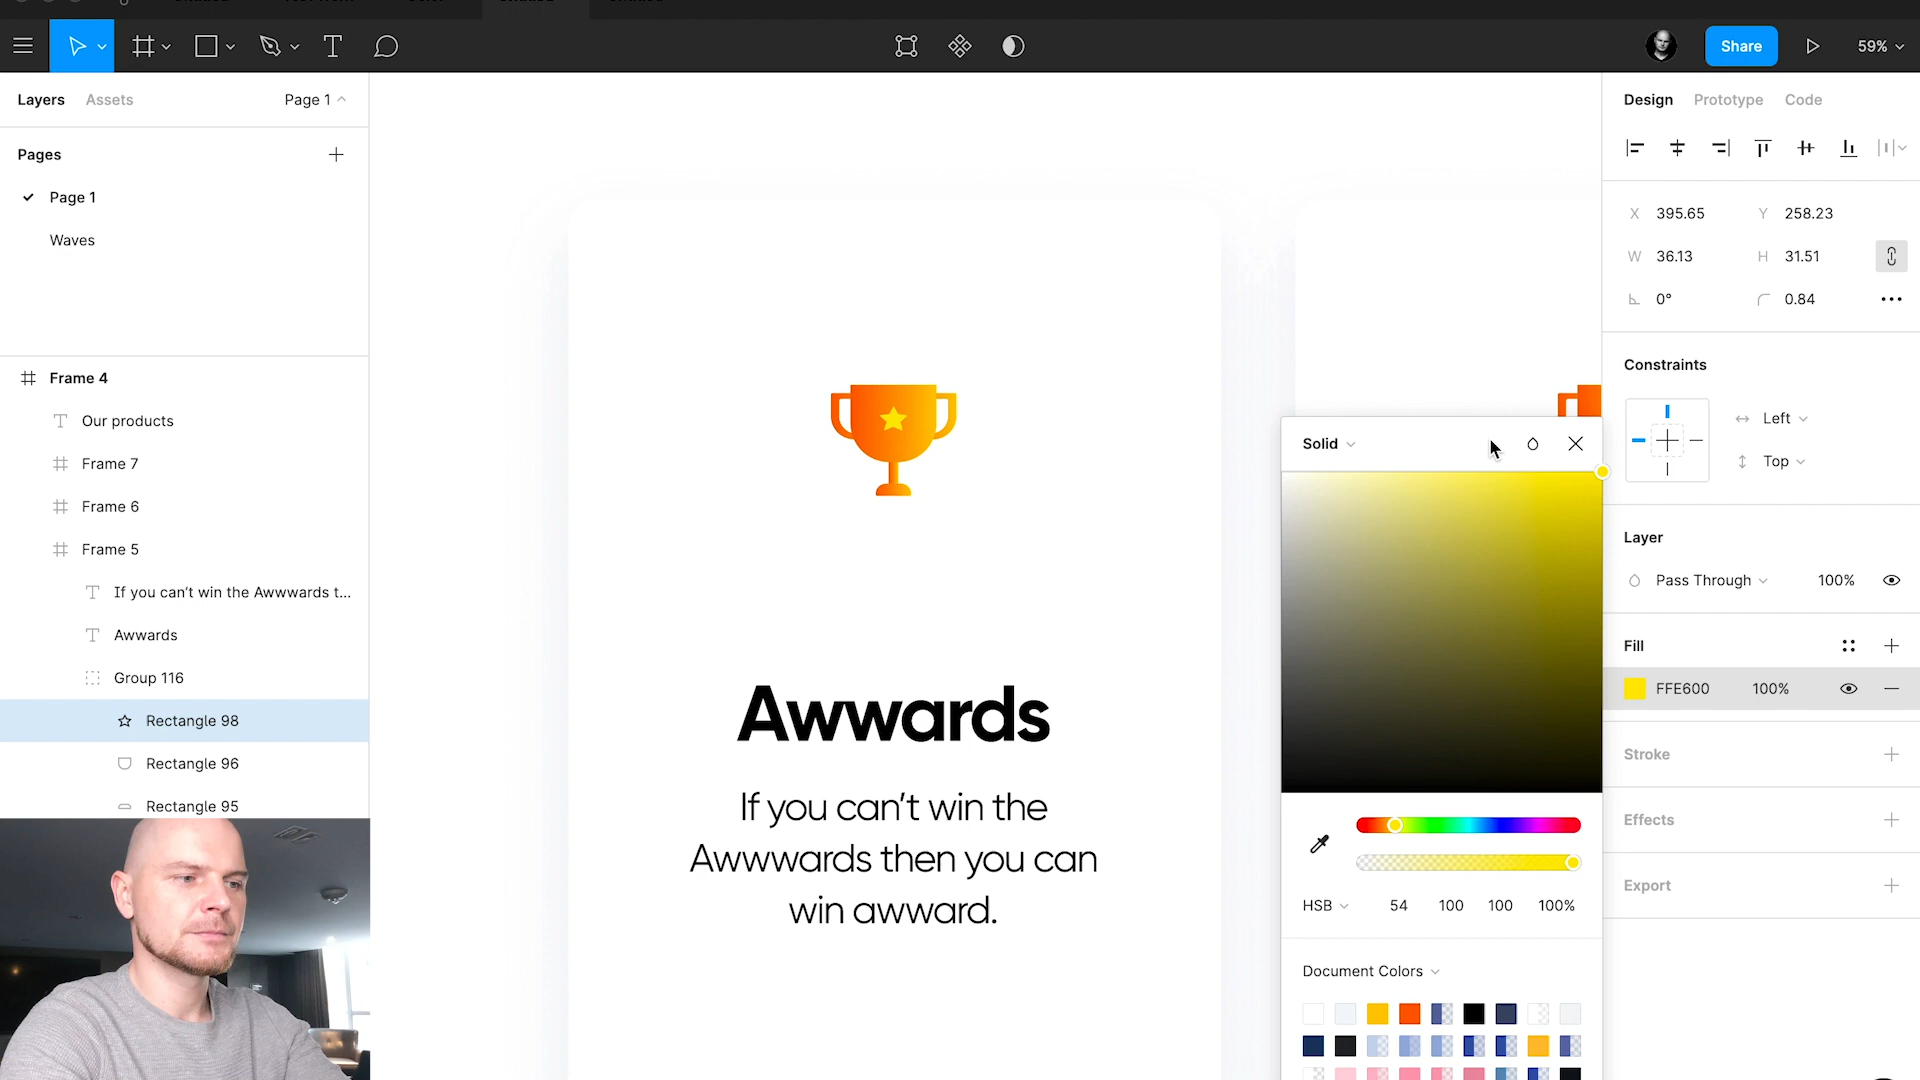 Share
59%
Layers
Assets
Page 1
Design
Prototype
Code
Pages
Page 1
Waves
X 395.65
Y 258.23
W 36.13
H 31.51
0°
0.84
Constraints
Left
Top
Frame 4
Our products
Frame 7
Frame 6
Frame 5
If you can’t win the Awwwards t...
Awwards
Group 116
Rectangle 98
Rectangle 96
Rectangle 95
Awwards
If you can’t win the
Awwwards then you can
win awward.
Solid
HSB 54 100 100 100%
Document Colors
Layer
Pass Through 100%
Fill
FFE600 100%
Stroke
Effects
Export